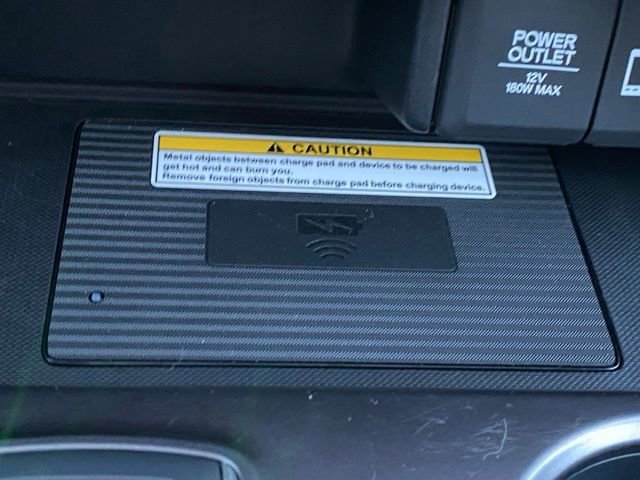 POWER
OUTLET
12V
180W MAX
CAUTION
Metal objects between charge pad and device to be charged will
get hot and can burn you.
Remove foreign objects from charge pad before charging device.